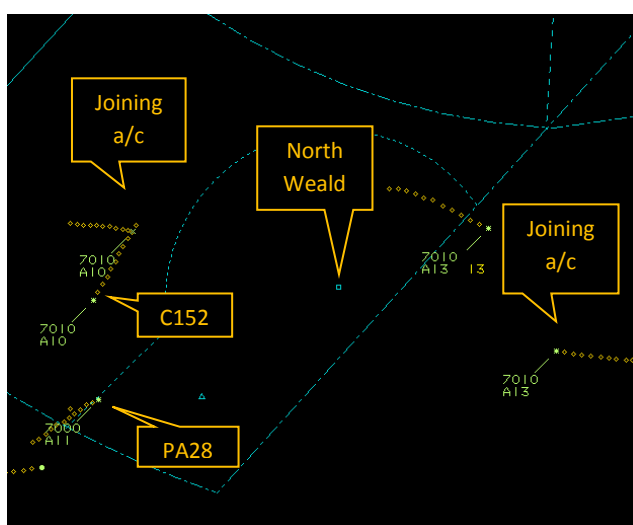 Joining
a/c
North
Weald
Joining
a/c
7010
A10
7010
A13 13
C152
7010
A10
7010
A13
7000
A11
PA28